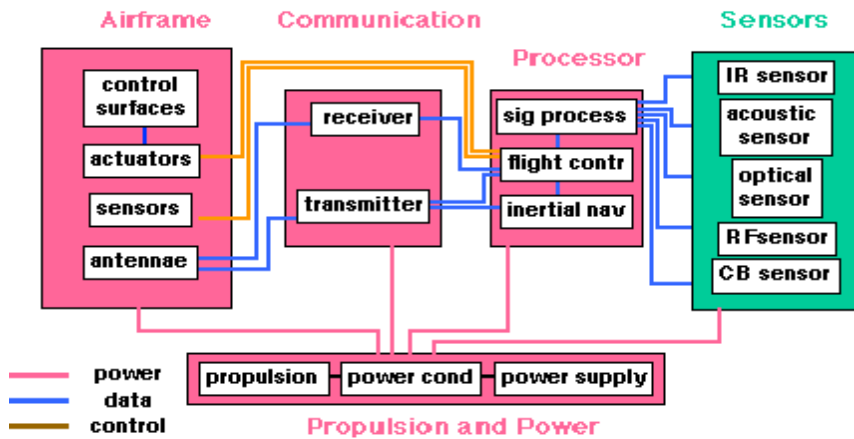 Airframe
Communication
Processor
Sensors
control
surfaces
actuators
sensors
antennae
receiver
transmitter
sig process
flight contr
inertial nav
IR sensor
acoustic
sensor
optical
sensor
RFsensor
CB sensor
propulsion
power cond
power supply
Propulsion and Power
power
data
control